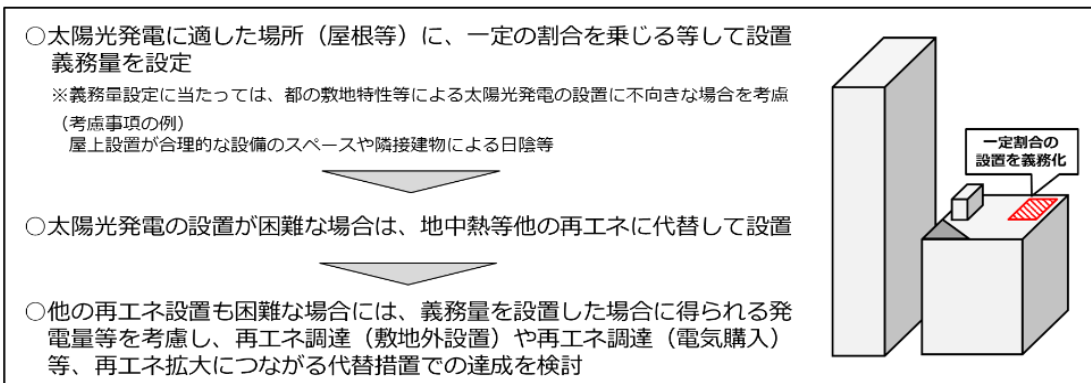 ○太陽光発電に適した場所（屋根等）に、一定の割合を乗じる等して設置
義務量を設定
※義務量設定に当たっては、都の敷地特性等による太陽光発電の設置に不向きな場合を考慮
（考慮事項の例）
屋上設置が合理的な設備のスペースや隣接建物による日陰等
○太陽光発電の設置が困難な場合は、地中熱等他の再エネに代替して設置
○他の再エネ設置も困難な場合には、義務量を設置した場合に得られる発
電量等を考慮し、再エネ調達（敷地外設置）や再エネ調達（電気購入）
等、再エネ拡大につながる代替措置での達成を検討
一定割合の
設置を義務化